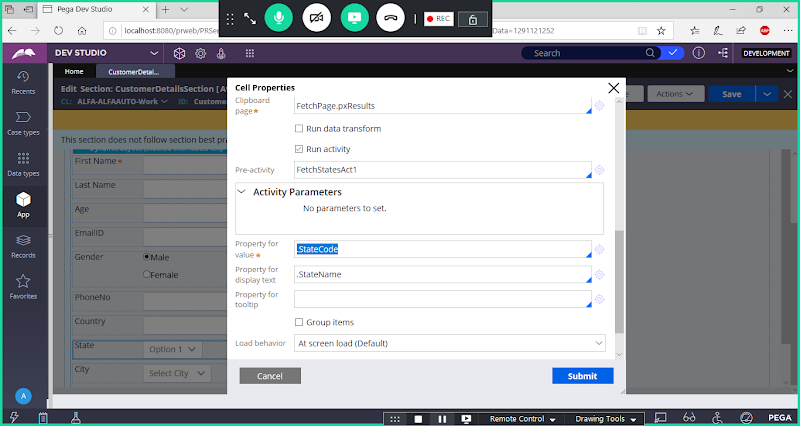 Pega Dev Studio
REC
localhost:8080/prweb/PRSe
Data=1291121252
ABP
DEV STUDIO
Search
DEVELOPMENT
Home
CustomerDetai...
Recents
Case types
Data types
App
Records
Favorites
A
Edit Section: CustomerDetailsSection [Av
CL: ALFA-ALFAAUTO-Work
ID: Custome
Actions
Save
This section does not follow section best pra
First Name *
Last Name
Age
EmailID
Gender
Male
Female
PhoneNo
Country
State
Option 1
City
Select City
Cell Properties
Clipboard
page *
FetchPage.pxResults
Run data transform
Run activity
Pre-activity
FetchStatesAct1
Activity Parameters
No parameters to set.
Property for
value *
.StateCode
Property for
display text
.StateName
Property for
tooltip
Group items
Load behavior
At screen load (Default)
Cancel
Submit
Remote Control
Drawing Tools
PEGA